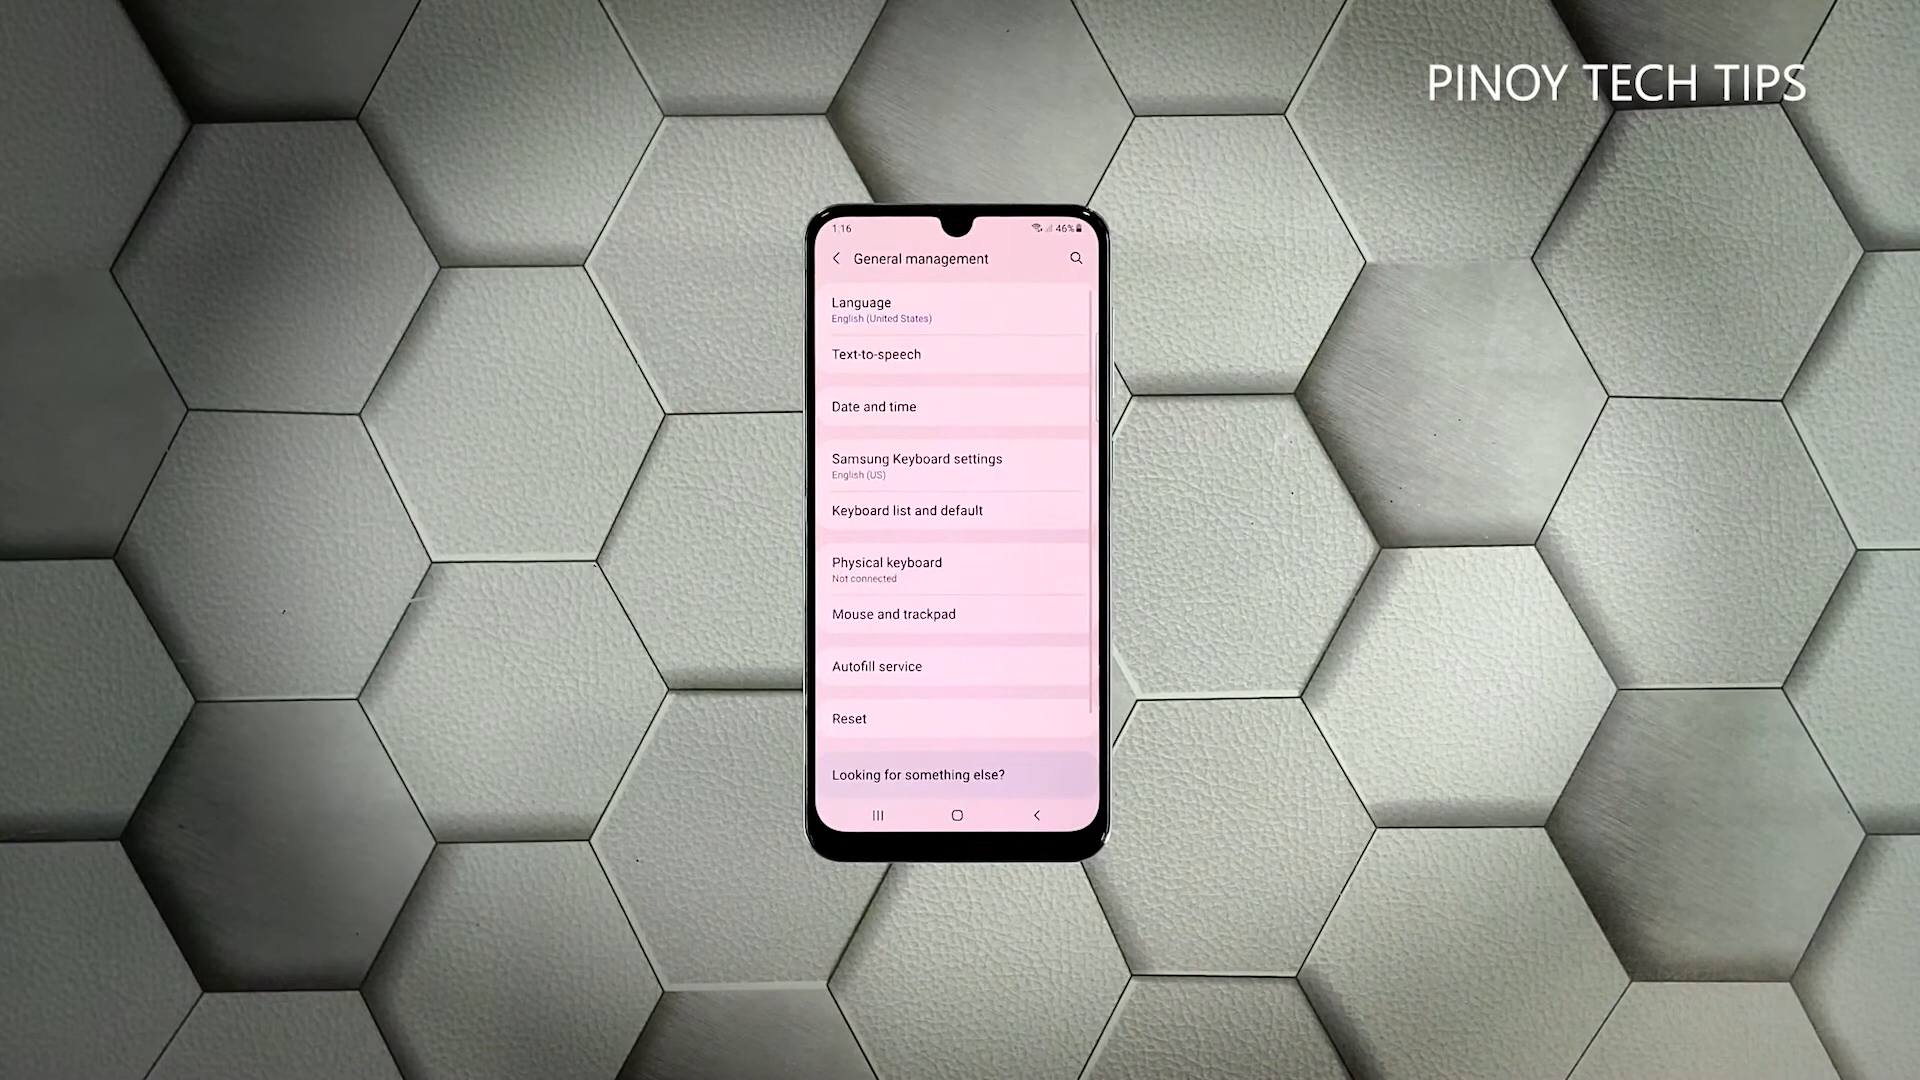 PINOY TECH TIPS
1:16
46%
General management
Language
English (United States)
Text-to-speech
Date and time
Samsung Keyboard settings
English (US)
Keyboard list and default
Physical keyboard
Not connected
Mouse and trackpad
Autofill service
Reset
Looking for something else?